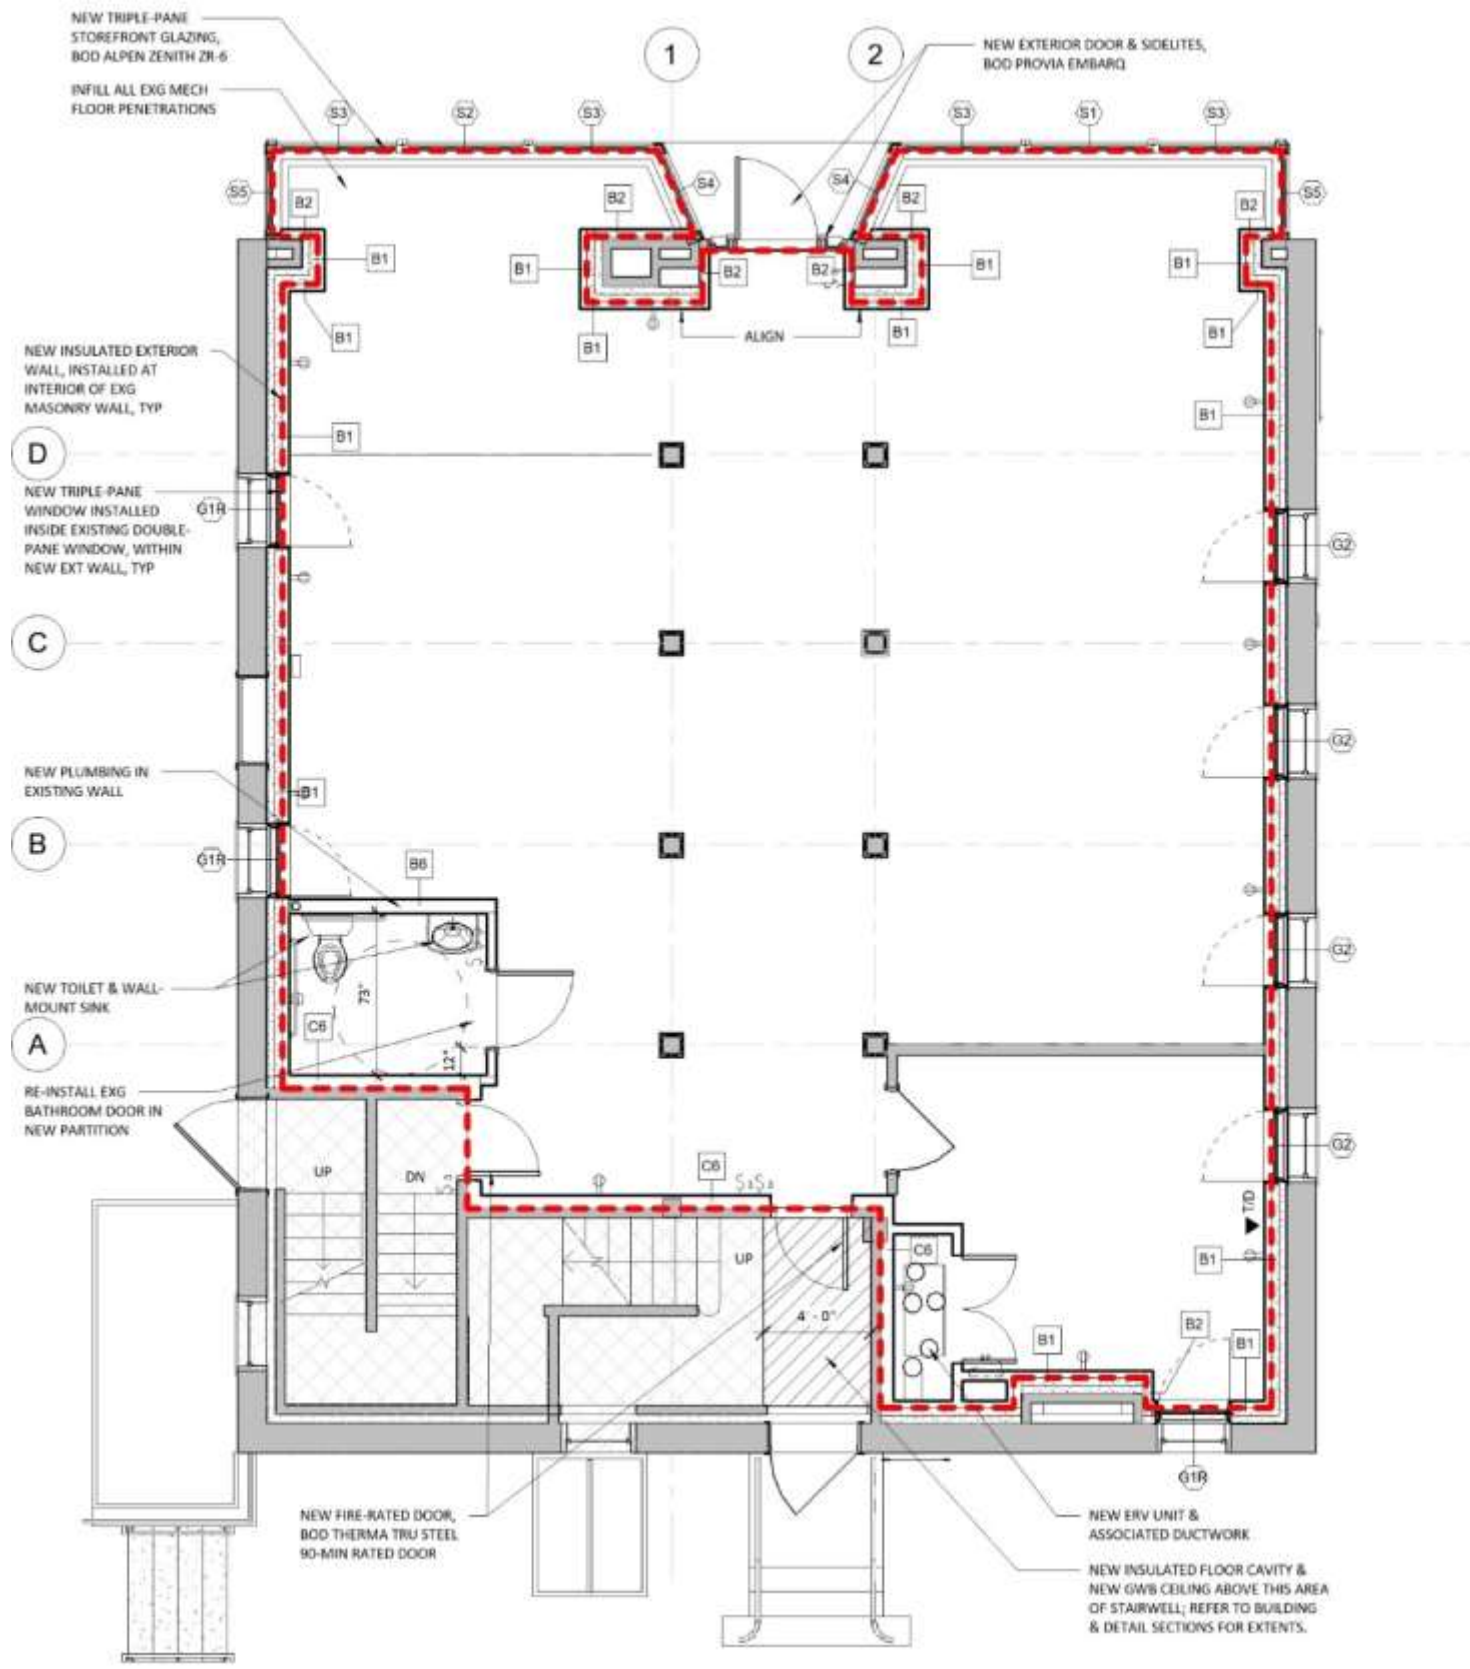 NEW TRIPLE-PANE
STOREFRONT GLAZING,
BOD ALPEN ZENITH ZR-6
INFILL ALL EXG MECH
FLOOR PENETRATIONS
1
2
NEW EXTERIOR DOOR & SIDELITES,
BOD PROVIA EMBARQ
S3
S2
S3
S3
S1
S3
S5
B2
B2
S4
S4
B2
B2
S5
B1
B1
B2
B2
B1
B1
B1
B1
ALIGN
B1
B1
NEW INSULATED EXTERIOR
WALL, INSTALLED AT
INTERIOR OF EXG
MASONRY WALL, TYP
B1
B1
D
NEW TRIPLE-PANE
WINDOW INSTALLED
INSIDE EXISTING DOUBLE-
PANE WINDOW, WITHIN
NEW EXT WALL, TYP
G1R
G2
C
G2
NEW PLUMBING IN
EXISTING WALL
B1
B
G1R
B6
G2
NEW TOILET & WALL-
MOUNT SINK
73"
C6
12"
A
RE-INSTALL EXG
BATHROOM DOOR IN
NEW PARTITION
G2
UP
DN
C6
T/D
UP
C6
B1
4' - 0"
B1
B2
B1
G1R
NEW FIRE-RATED DOOR,
BOD THERMA TRU STEEL
90-MIN RATED DOOR
NEW ERV UNIT &
ASSOCIATED DUCTWORK
NEW INSULATED FLOOR CAVITY &
NEW GWB CEILING ABOVE THIS AREA
OF STAIRWELL; REFER TO BUILDING
& DETAIL SECTIONS FOR EXTENTS.